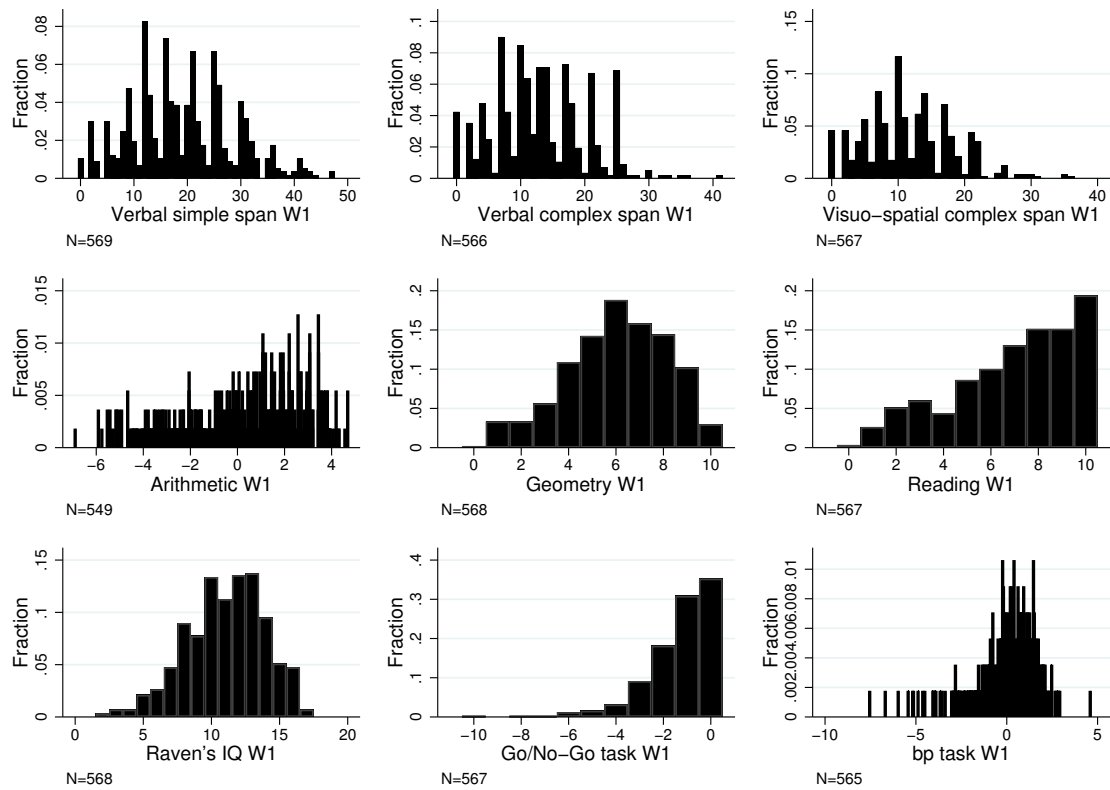 Fraction
0 .02 .04 .06 .08
0 10 20 30 40 50
Verbal simple span W1
N=569
Fraction
0 .02 .04 .06 .08 .1
0 10 20 30 40
Verbal complex span W1
N=566
Fraction
0 .05 .1 .15
0 10 20 30 40
Visuo−spatial complex span W1
N=567
Fraction
0 .005 .01 .015
−6 −4 −2 0 2 4
Arithmetic W1
N=549
Fraction
0 .05 .1 .15 .2
0 2 4 6 8 10
Geometry W1
N=568
Fraction
0 .05 .1 .15 .2
0 2 4 6 8 10
Reading W1
N=567
Fraction
0 .05 .1 .15
0 5 10 15 20
Raven's IQ W1
N=568
Fraction
0 .1 .2 .3 .4
−10 −8 −6 −4 −2 0
Go/No−Go task W1
N=567
Fraction
0 .002 .004 .006 .008 .01
−10 −5 0 5
bp task W1
N=565